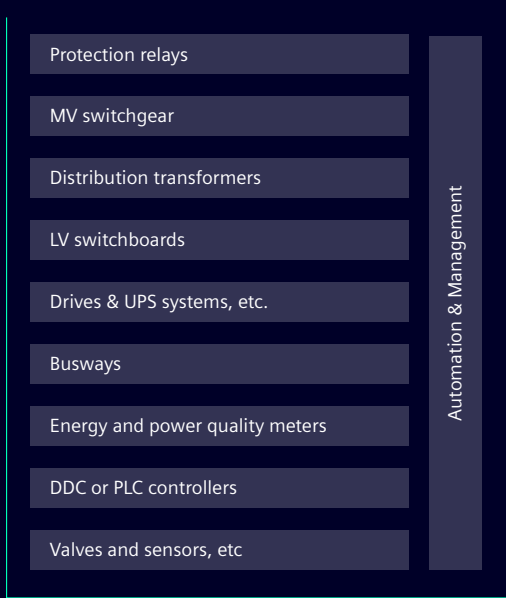 Protection relays
MV switchgear
Distribution transformers
LV switchboards
Drives & UPS systems, etc.
Busways
Energy and power quality meters
DDC or PLC controllers
Valves and sensors, etc
Automation & Management